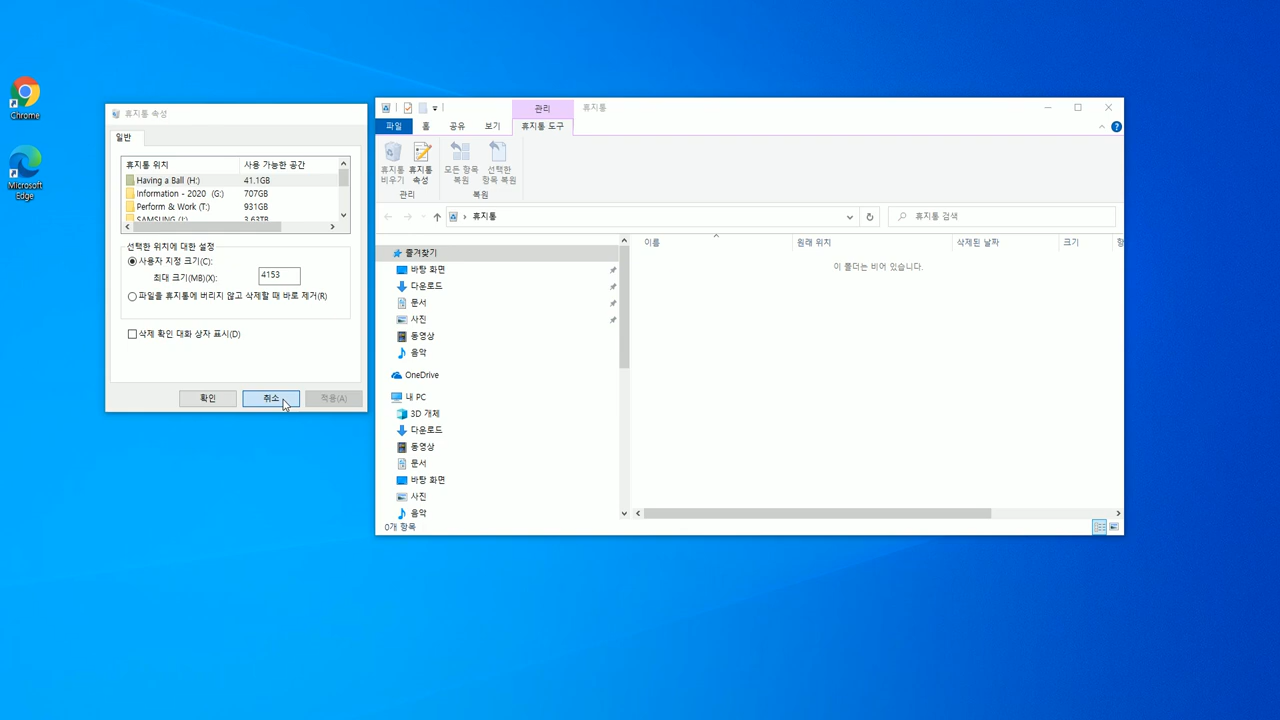 Chrome
Microsoft Edge
휴지통 속성
일반
휴지통 위치 사용 가능한 공간
Having a Ball (H:) 41.1GB
Information - 2020 (G:) 707GB
Perform & Work (T:) 931GB
SAMSUNG (I:) 3.63TB
선택한 위치에 대한 설정
사용자 지정 크기(C):
최대 크기(MB)(X): 4153
파일을 휴지통에 버리지 않고 삭제할 때 바로 제거(R)
삭제 확인 대화 상자 표시(D)
확인 취소 적용(A)
관리 휴지통
파일 홈 공유 보기 휴지통 도구
휴지통 비우기
휴지통 속성
모든 항목 복원
선택한 항목 복원
관리 복원
휴지통
휴지통 검색
이름 원래 위치 삭제된 날짜 크기 항
이 폴더는 비어 있습니다.
즐겨찾기
바탕 화면
다운로드
문서
사진
동영상
음악
OneDrive
내 PC
3D 개체
다운로드
동영상
문서
바탕 화면
사진
음악
0개 항목